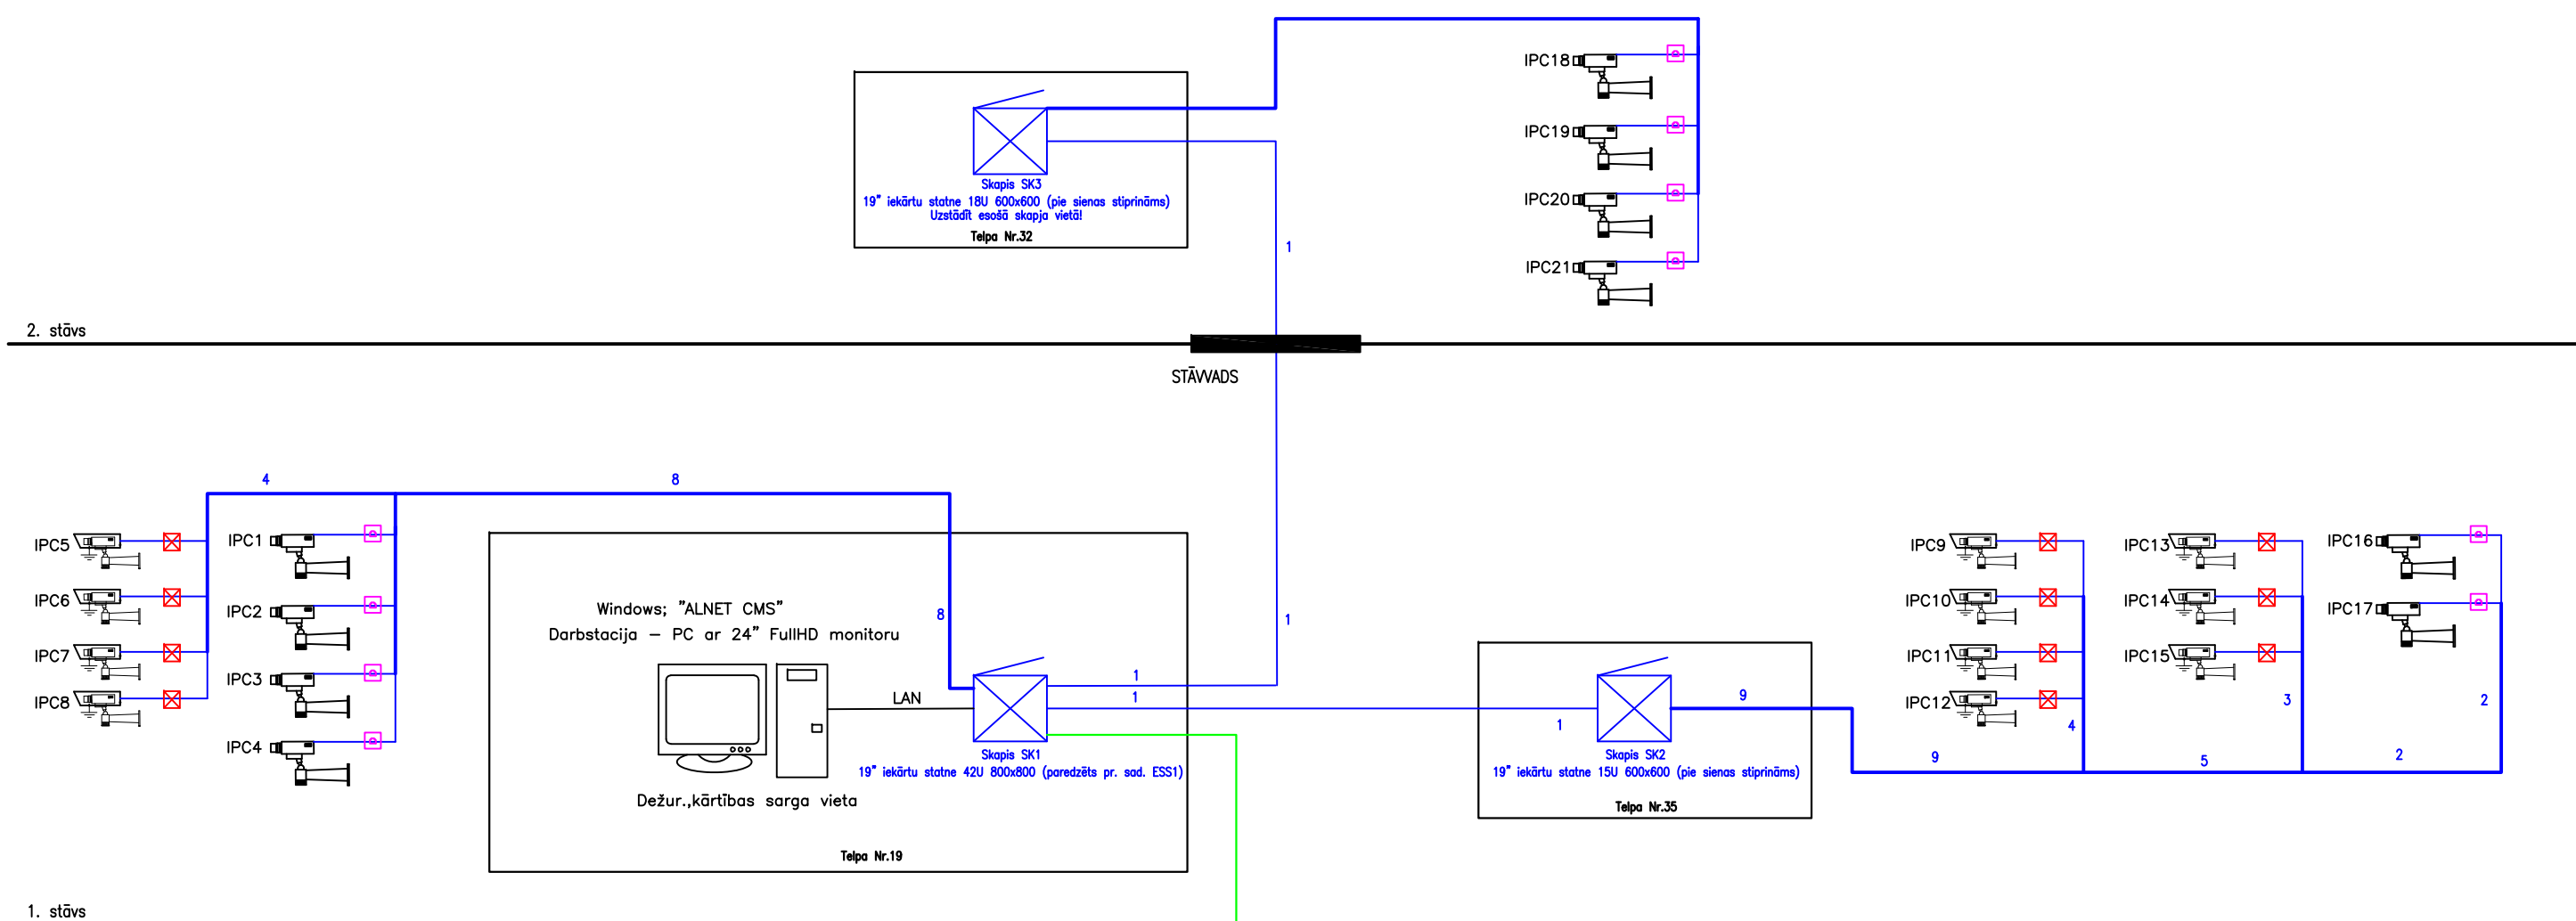 IPC18
IPC19
IPC20
IPC21
Skapis SK3
19" iekārtu statne 18U 600x600 (pie sienas stiprināms)
Uzstādīt esošā skapja vietā!
Telpa Nr.32
1
2. stāvs
STĀVVADS
4
8
IPC5
IPC6
IPC7
IPC8
IPC1
IPC2
IPC3
IPC4
Windows; "ALNET CMS"
Darbstacija – PC ar 24" FullHD monitoru
LAN
Dežur.,kārtības sarga vieta
8
1
1
1
Skapis SK1
19" iekārtu statne 42U 800x800 (paredzēts pr. sad. ESS1)
Telpa Nr.19
1
9
Skapis SK2
19" iekārtu statne 15U 600x600 (pie sienas stiprināms)
Telpa Nr.35
IPC9
IPC10
IPC11
IPC12
IPC13
IPC14
IPC15
IPC16
IPC17
4
3
2
9
5
2
1. stāvs